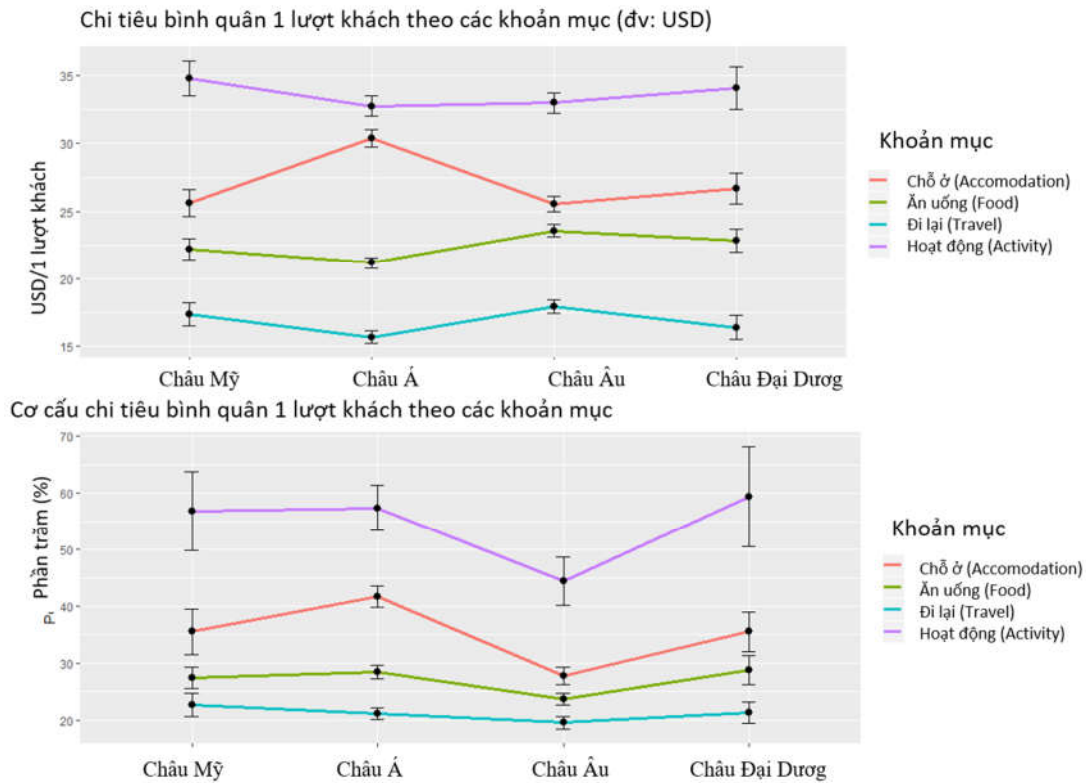 Chi tiêu bình quân 1 lượt khách theo các khoản mục (đv: USD)
USD/1 lượt khách
35
30
25
20
15
Châu Mỹ Châu Á Châu Âu Châu Đại Dươg
Khoản mục
Chỗ ở (Accomodation)
Ăn uống (Food)
Đi lại (Travel)
Hoạt động (Activity)
Cơ cấu chi tiêu bình quân 1 lượt khách theo các khoản mục
Phần trăm (%)
70
60
50
40
30
20
Châu Mỹ Châu Á Châu Âu Châu Đại Dươg
Khoản mục
Chỗ ở (Accomodation)
Ăn uống (Food)
Đi lại (Travel)
Hoạt động (Activity)